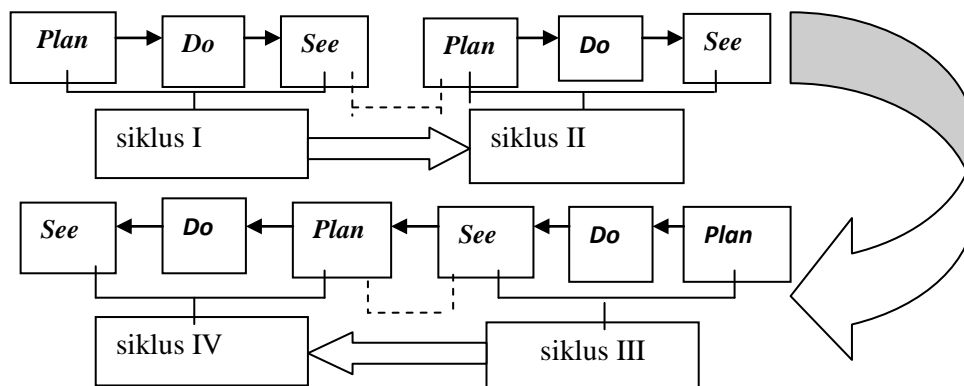 Plan Do See Plan Do See
siklus I siklus II
See Do Plan See Do Plan
siklus IV siklus III